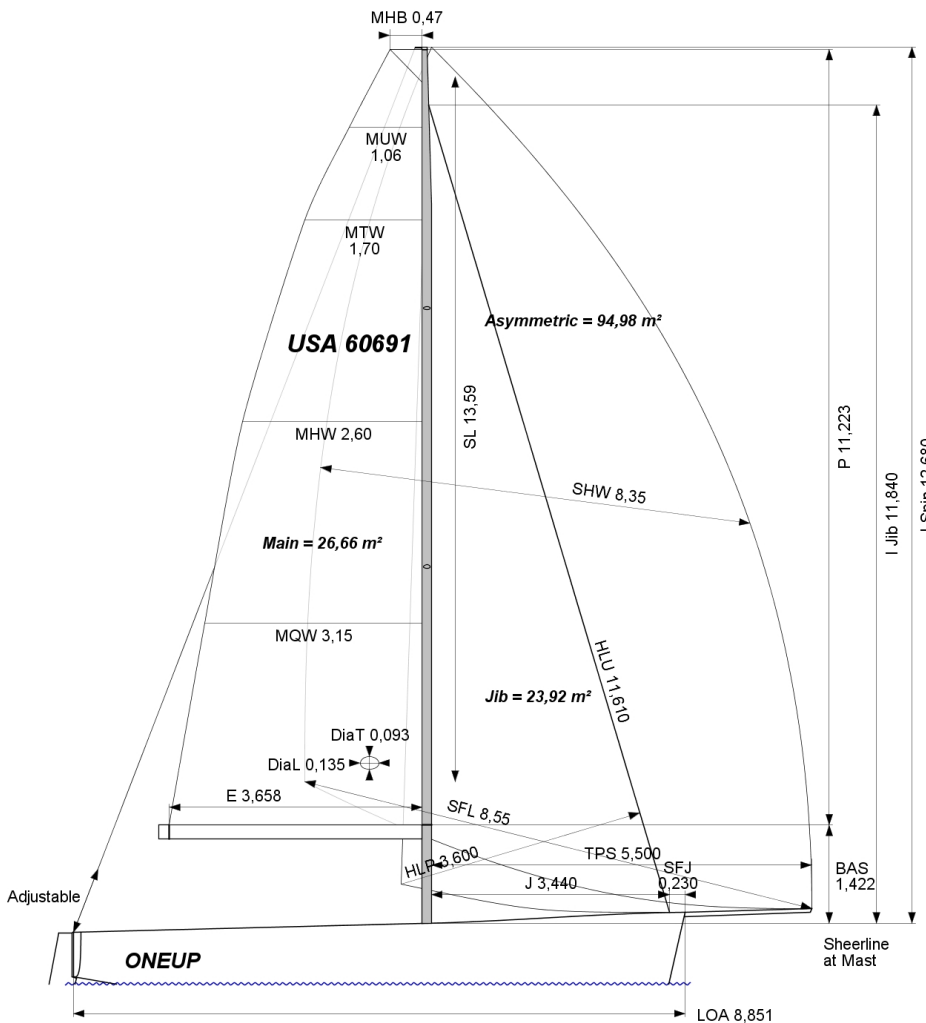 MHB 0,47
MUW
1,06
MTW
1,70
Asymmetric = 94,98 m²
USA 60691
SL 13,59
P 11,223
MHW 2,60
I Jib 11,840
I Spin 12,680
SHW 8,35
Main = 26,66 m²
MQW 3,15
HLU 11,610
Jib = 23,92 m²
DiaT 0,093
DiaL 0,135
E 3,658
SFL 8,55
HLP 3,600
TPS 5,500
SFJ
0,230
J 3,440
BAS
1,422
Adjustable
Sheerline
at Mast
ONEUP
LOA 8,851